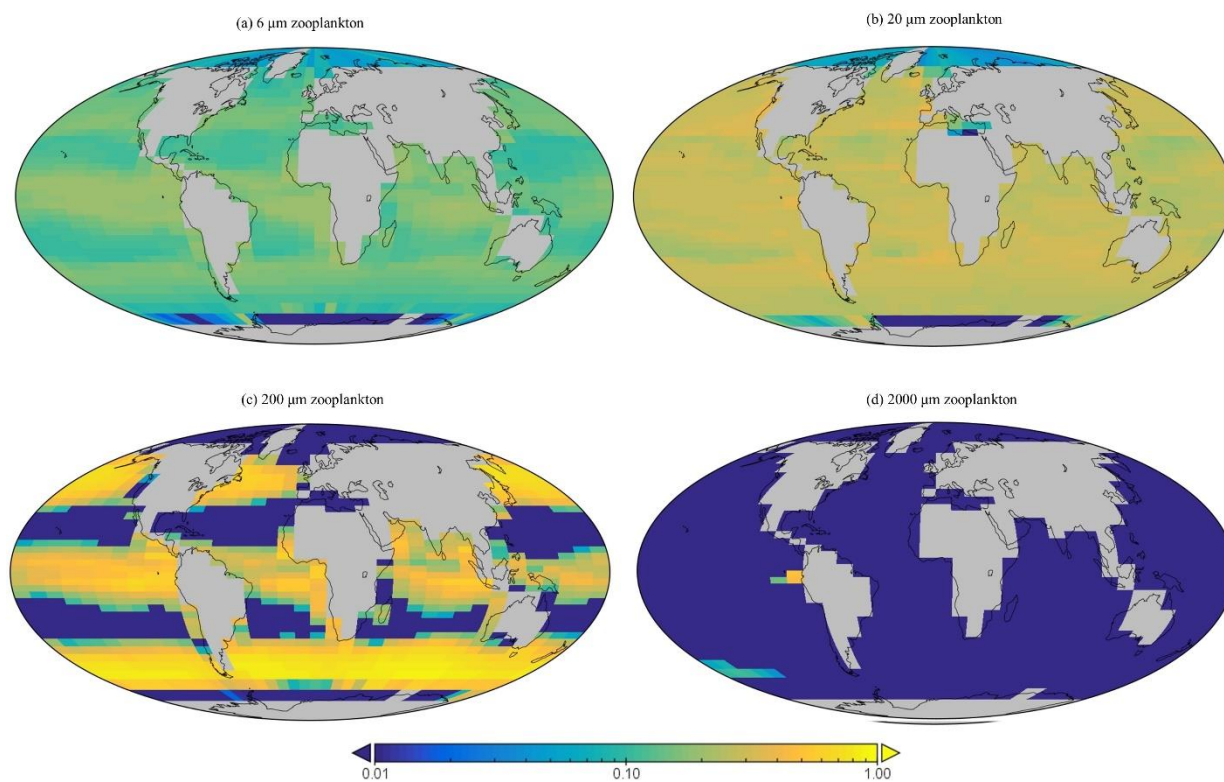 (a) 6 μm zooplankton
(b) 20 μm zooplankton
(c) 200 μm zooplankton
(d) 2000 μm zooplankton
0.01 0.10 1.00